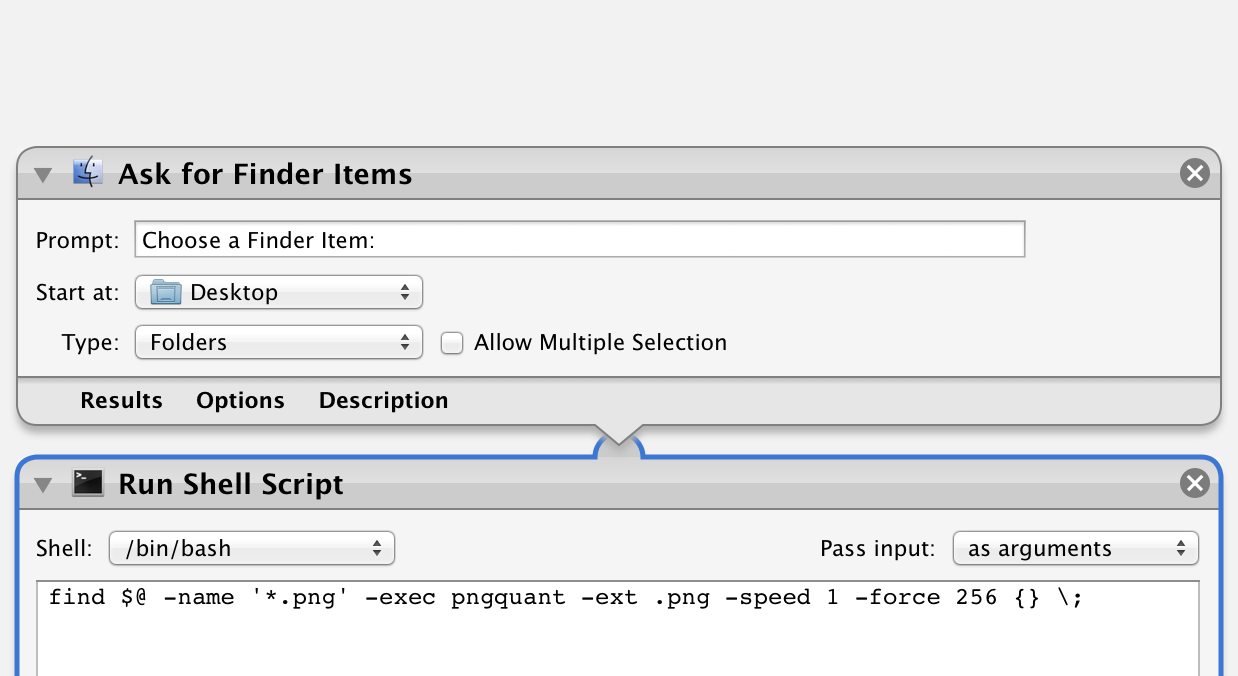 Ask for Finder Items
Prompt: Choose a Finder Item:
Start at: Desktop
Type: Folders Allow Multiple Selection
Results Options Description
Run Shell Script
Shell: /bin/bash Pass input: as arguments
find $@ -name '*.png' -exec pngquant -ext .png -speed 1 -force 256 {} \;